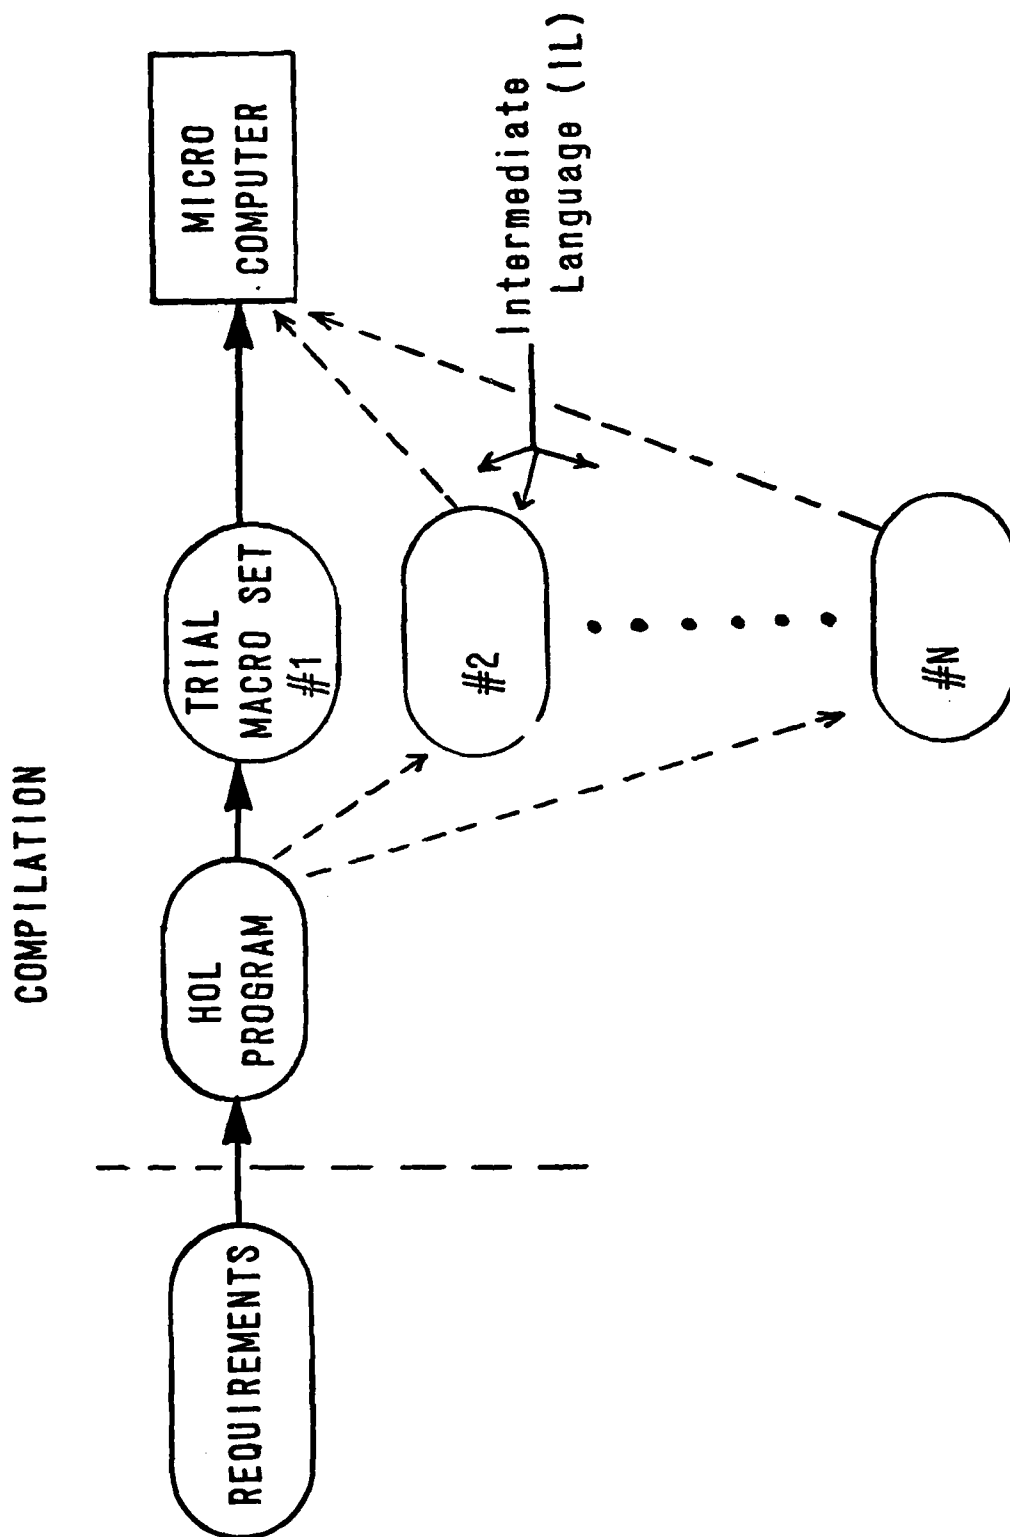 COMPILATION
REQUIREMENTS
HOL
PROGRAM
TRIAL
MACRO SET
#1
MICRO
COMPUTER
#2
Intermediate
Language (IL)
#N